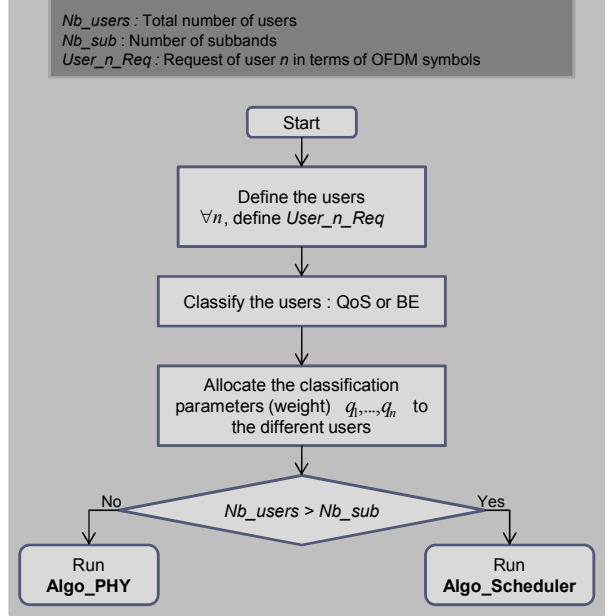 Nb_users : Total number of users
Nb_sub : Number of subbands
User_n_Req : Request of user n in terms of OFDM symbols
Start
Define the users
∀n, define User_n_Req
Classify the users : QoS or BE
Allocate the classification
parameters (weight) q₁,...,qₙ to
the different users
No
Nb_users > Nb_sub
Yes
Run
Algo_PHY
Run
Algo_Scheduler